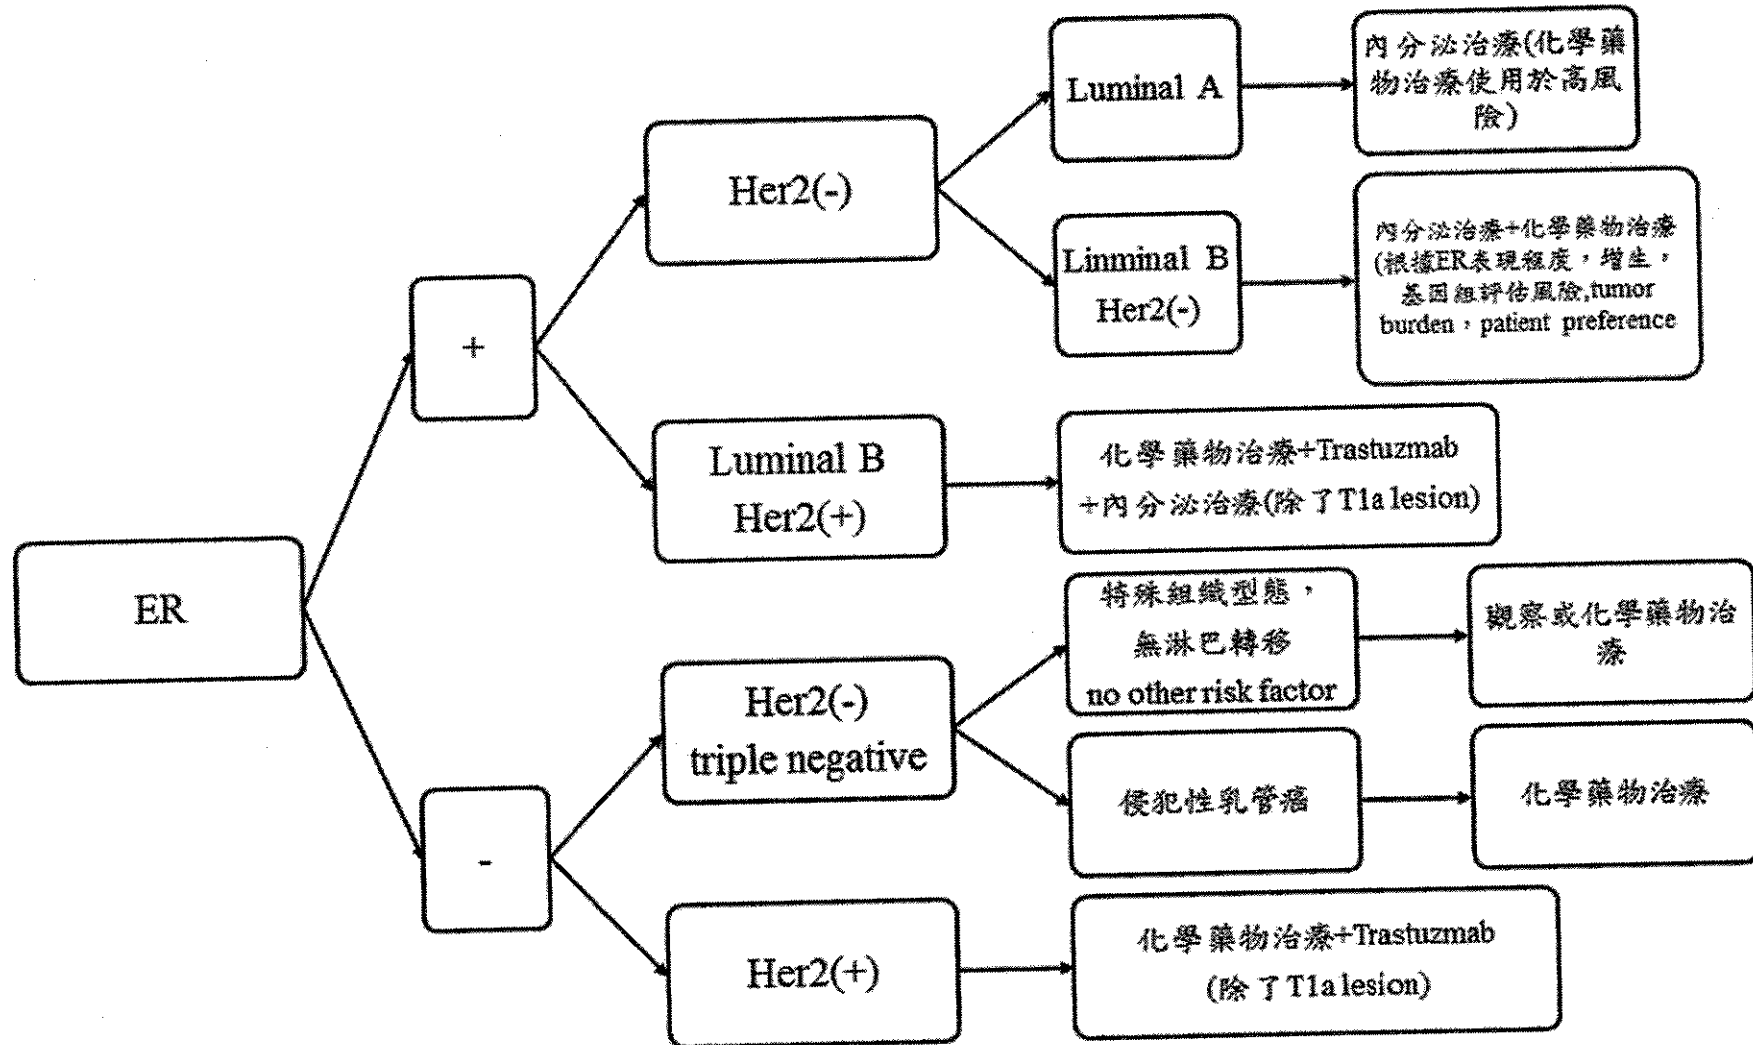 ER
+
Her2(-)
Luminal A
內分泌治療(化學藥
物治療使用於高風
險)
Linminal B
Her2(-)
內分泌治療+化學藥物治療
(根據ER表現程度，增生，
基因組評估風險,tumor
burden，patient preference
Luminal B
Her2(+)
化學藥物治療+Trastuzmab
+內分泌治療(除了T1a lesion)
-
Her2(-)
triple negative
特殊組織型態，
無淋巴轉移
no other risk factor
觀察或化學藥物治
療
侵犯性乳管癌
化學藥物治療
Her2(+)
化學藥物治療+Trastuzmab
(除了T1a lesion)